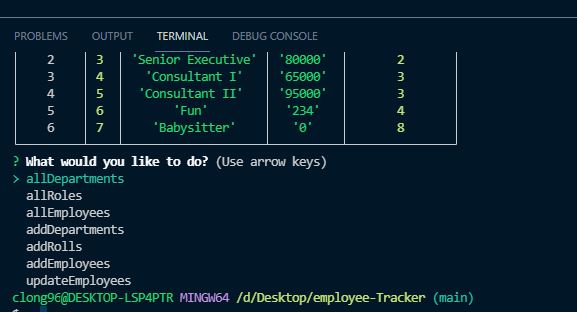 PROBLEMS OUTPUT TERMINAL DEBUG CONSOLE
2 3 'Senior Executive' '80000' 2
3 4 'Consultant I' '65000' 3
4 5 'Consultant II' '95000' 3
5 6 'Fun' '234' 4
6 7 'Babysitter' '0' 8
? What would you like to do? (Use arrow keys)
> allDepartments
allRoles
allEmployees
addDepartments
addRolls
addEmployees
updateEmployees
clong96@DESKTOP-LSP4PTR MINGW64 /d/Desktop/employee-Tracker (main)
$